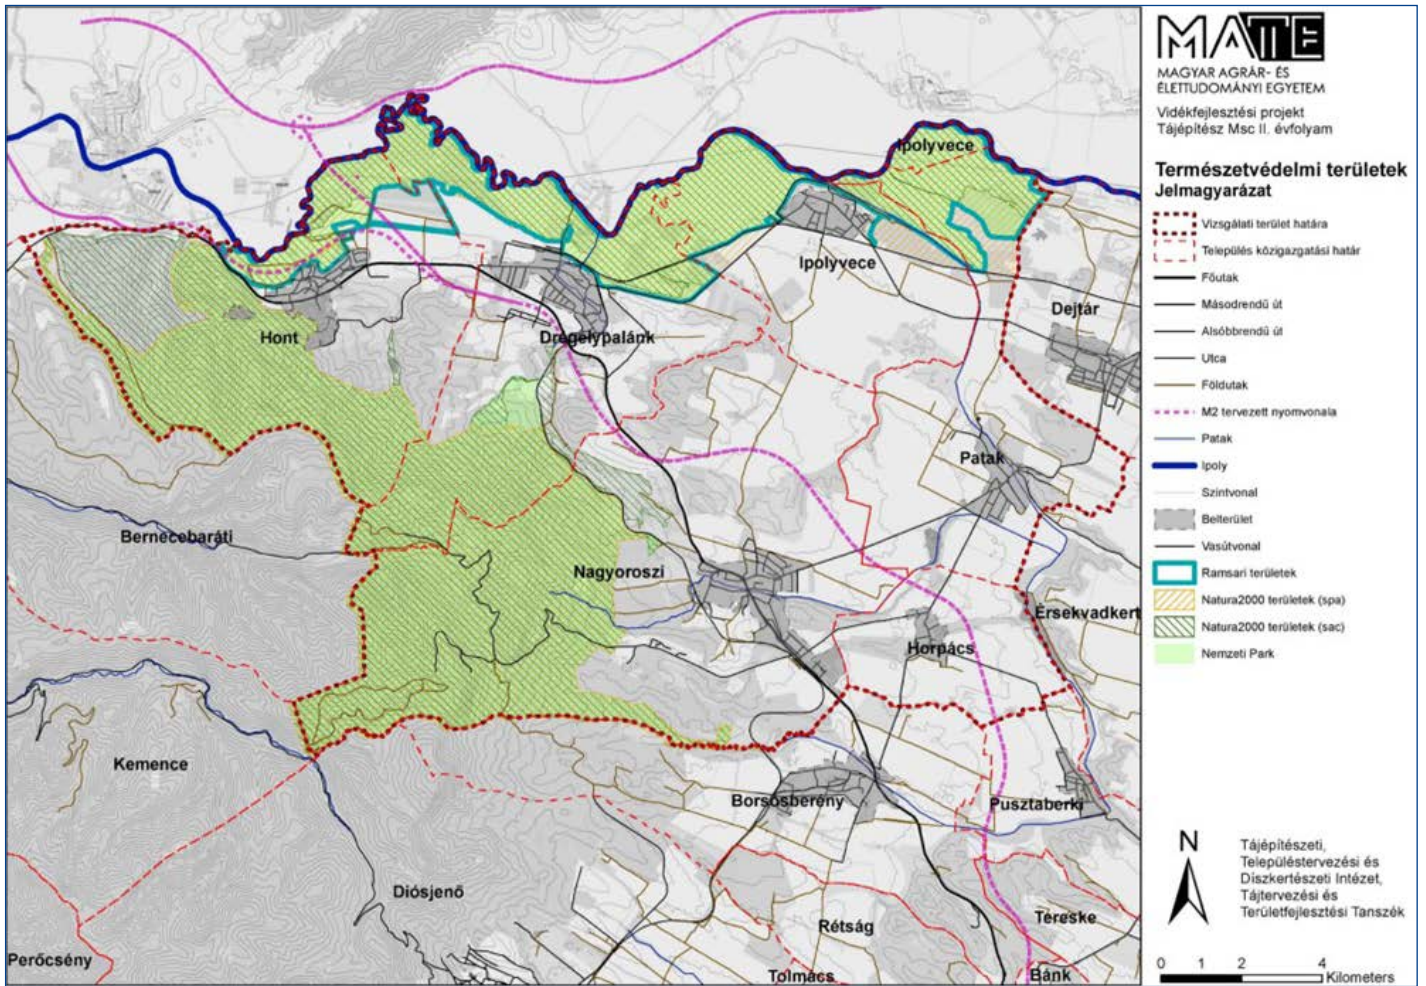 Ipolyvece
Ipolyvece
Dejtár
Hont
Drégelypalánk
Patak
Bernecebaráti
Nagyoroszi
Érsekvadkert
Horpács
Kemence
Borsosberény
Pusztaberki
Diósjenő
Rétság
Tereske
Perőcsény
Tolmács
Bánk
MATE
MAGYAR AGRÁR- ÉS
ÉLETTUDOMÁNYI EGYETEM
Vidékfejlesztési projekt
Tájépítész Msc II. évfolyam
Természetvédelmi területek
Jelmagyarázat
Vizsgálati terület határa
Település közigazgatási határ
Főutak
Másodrendű út
Alsóbbrendű út
Utca
Földutak
M2 tervezett nyomvonala
Patak
Ipoly
Szintvonal
Belterület
Vasútvonal
Ramsari területek
Natura2000 területek (spa)
Natura2000 területek (sac)
Nemzeti Park
N
Tájépítészeti,
Településtervezési és
Díszkertészeti Intézet,
Tájtervezési és
Területfejlesztési Tanszék
0 1 2 4
Kilometers